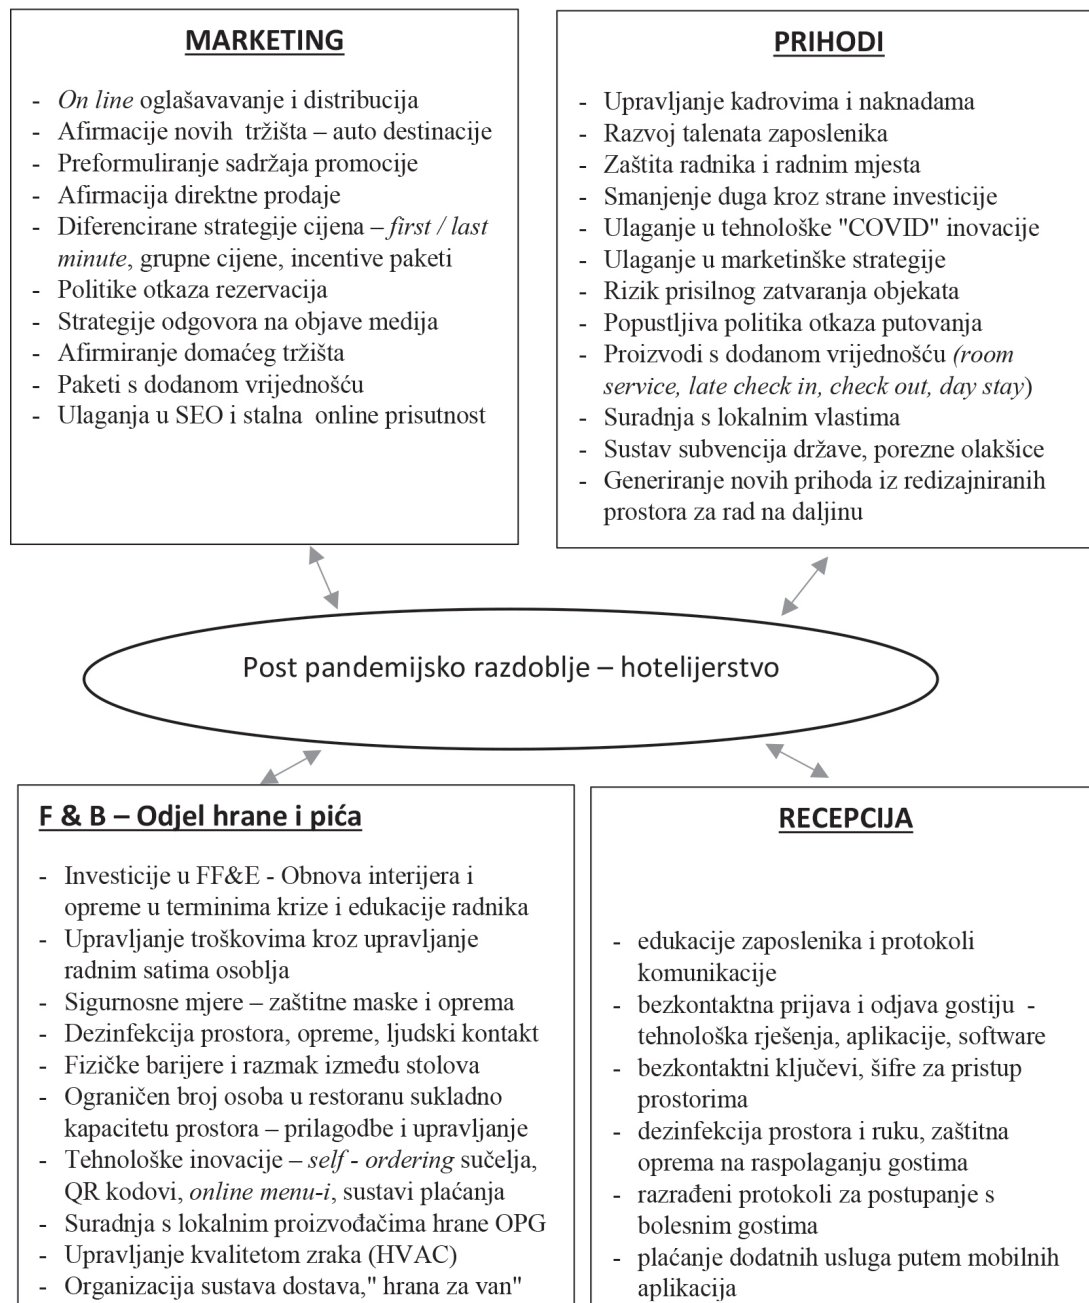 MARKETING
- On line oglašavavanje i distribucija
- Afirmacije novih tržišta – auto destinacije
- Preformuliranje sadržaja promocije
- Afirmacija direktne prodaje
- Diferencirane strategije cijena – first / last
minute, grupne cijene, incentive paketi
- Politike otkaza rezervacija
- Strategije odgovora na objave medija
- Afirmiranje domaćeg tržišta
- Paketi s dodanom vrijednošću
- Ulaganja u SEO i stalna online prisutnost
PRIHODI
- Upravljanje kadrovima i naknadama
- Razvoj talenata zaposlenika
- Zaštita radnika i radnim mjesta
- Smanjenje duga kroz strane investicije
- Ulaganje u tehnološke "COVID" inovacije
- Ulaganje u marketinške strategije
- Rizik prisilnog zatvaranja objekata
- Popustljiva politika otkaza putovanja
- Proizvodi s dodanom vrijednošću (room
service, late check in, check out, day stay)
- Suradnja s lokalnim vlastima
- Sustav subvencija države, porezne olakšice
- Generiranje novih prihoda iz redizajniranih
prostora za rad na daljinu
Post pandemijsko razdoblje – hotelijerstvo
F & B – Odjel hrane i pića
- Investicije u FF&E - Obnova interijera i
opreme u terminima krize i edukacije radnika
- Upravljanje troškovima kroz upravljanje
radnim satima osoblja
- Sigurnosne mjere – zaštitne maske i oprema
- Dezinfekcija prostora, opreme, ljudski kontakt
- Fizičke barijere i razmak između stolova
- Ograničen broj osoba u restoranu sukladno
kapacitetu prostora – prilagodbe i upravljanje
- Tehnološke inovacije – self - ordering sučelja,
QR kodovi, online menu-i, sustavi plaćanja
- Suradnja s lokalnim proizvođačima hrane OPG
- Upravljanje kvalitetom zraka (HVAC)
- Organizacija sustava dostava," hrana za van"
RECEPCIJA
- edukacije zaposlenika i protokoli
komunikacije
- bezkontaktna prijava i odjava gostiju -
tehnološka rješenja, aplikacije, software
- bezkontaktni ključevi, šifre za pristup
prostorima
- dezinfekcija prostora i ruku, zaštitna
oprema na raspolaganju gostima
- razrađeni protokoli za postupanje s
bolesnim gostima
- plaćanje dodatnih usluga putem mobilnih
aplikacija